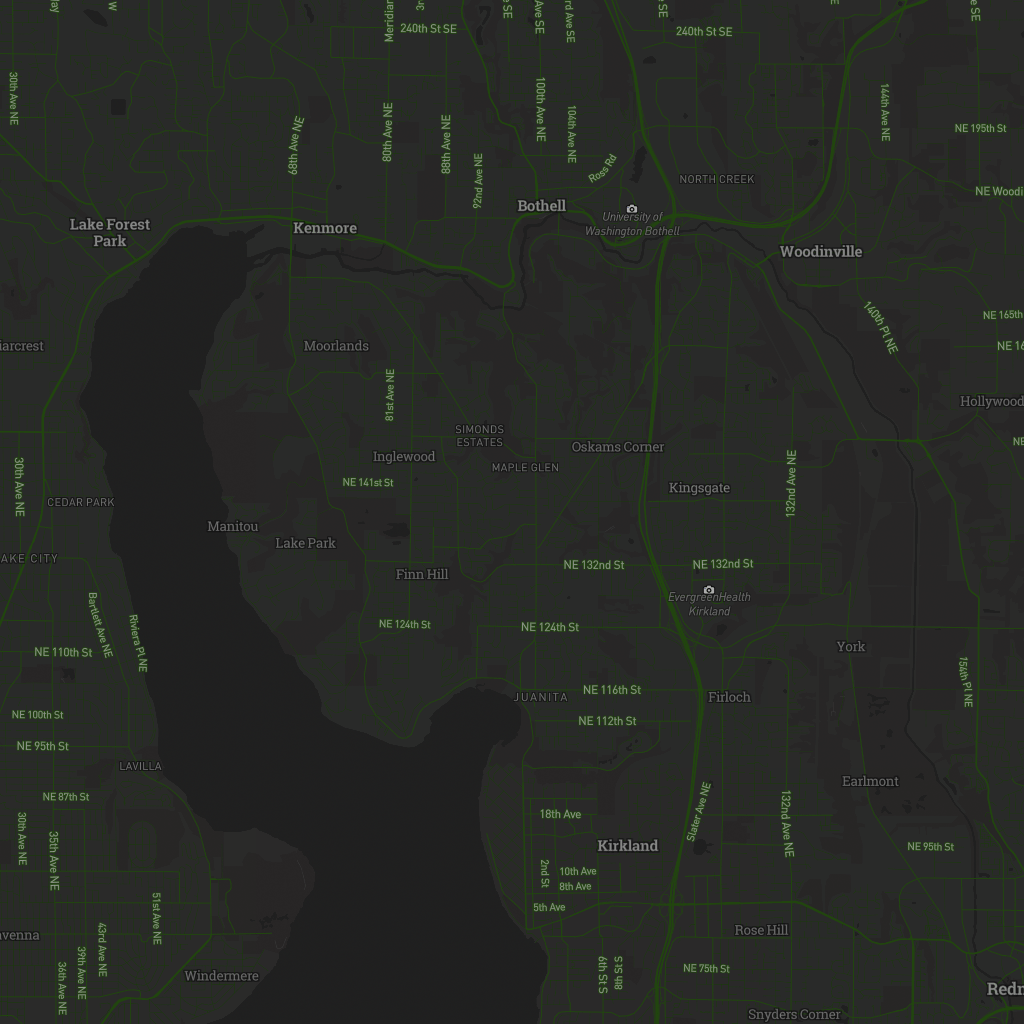 W
Meridian
240th St SE
SE
Ave SE
SE
SE
240th St SE
30th Ave NE
68th Ave NE
80th Ave NE
88th Ave NE
92nd Ave NE
100th Ave NE
104th Ave NE
Ross Rd
144th Ave NE
NE 195th St
NORTH CREEK
Lake Forest
Park
Kenmore
Bothell
University of
Washington Bothell
Woodinville
NE 165th
140th Pl NE
Moorlands
81st Ave NE
Hollywood
SIMONDS
ESTATES
Inglewood
Oskams Corner
MAPLE GLEN
30th Ave NE
NE 141st St
Kingsgate
132nd Ave NE
CEDAR PARK
Manitou
Lake Park
Finn Hill
NE 132nd St
NE 132nd St
EvergreenHealth
Kirkland
Bartlett Ave NE
Riviera Pl NE
NE 124th St
NE 124th St
NE 110th St
York
154th Pl NE
NE 116th St
JUANITA
Firloch
NE 100th St
NE 112th St
NE 95th St
LAVILLA
Earlmont
NE 87th St
18th Ave
Slater Ave NE
132nd Ave NE
30th Ave NE
35th Ave NE
Kirkland
NE 95th St
2nd St
10th Ave
8th Ave
51st Ave NE
5th Ave
43rd Ave NE
39th Ave NE
36th Ave NE
Rose Hill
Windermere
6th St S
8th St S
NE 75th St
Snyders Corner